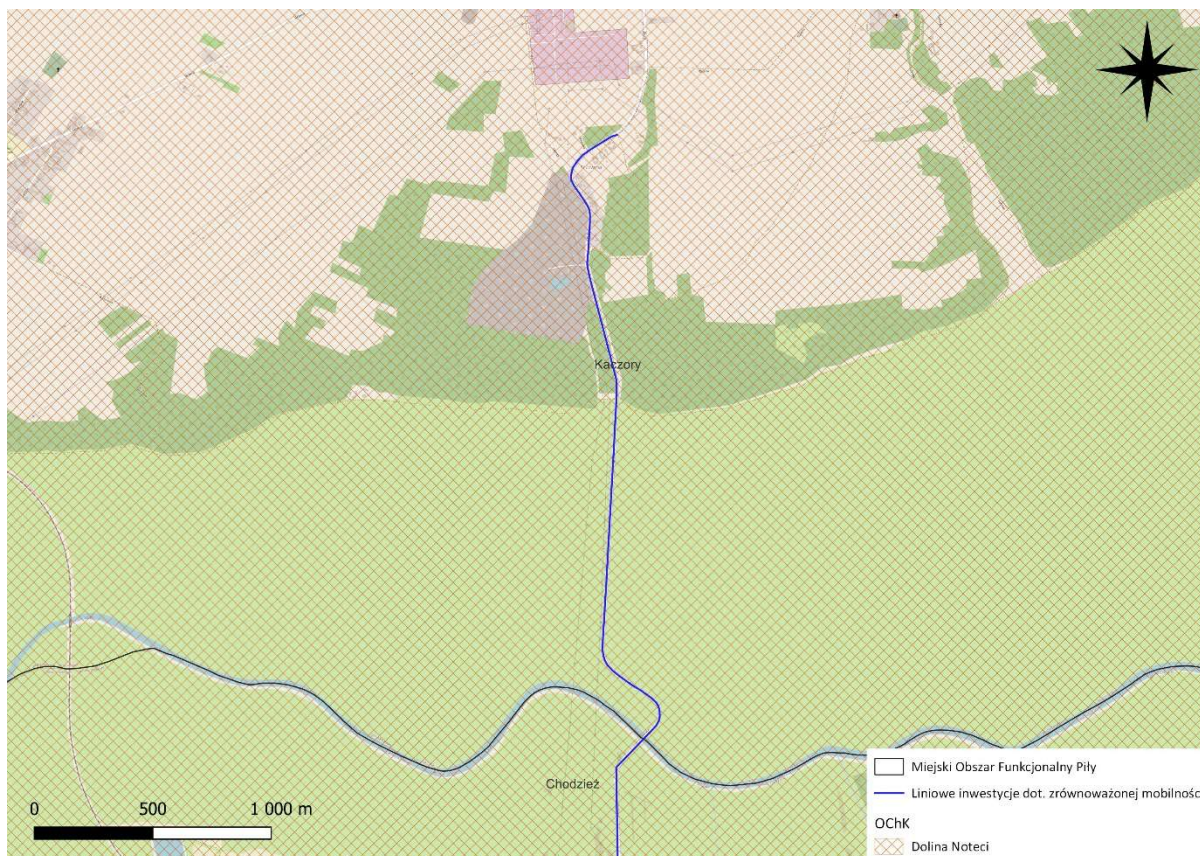 Kaczory
Chodzież
0 500 1 000 m
Miejski Obszar Funkcjonalny Piły
Liniowe inwestycje dot. zrównoważonej mobilnośc
OChK
Dolina Noteci